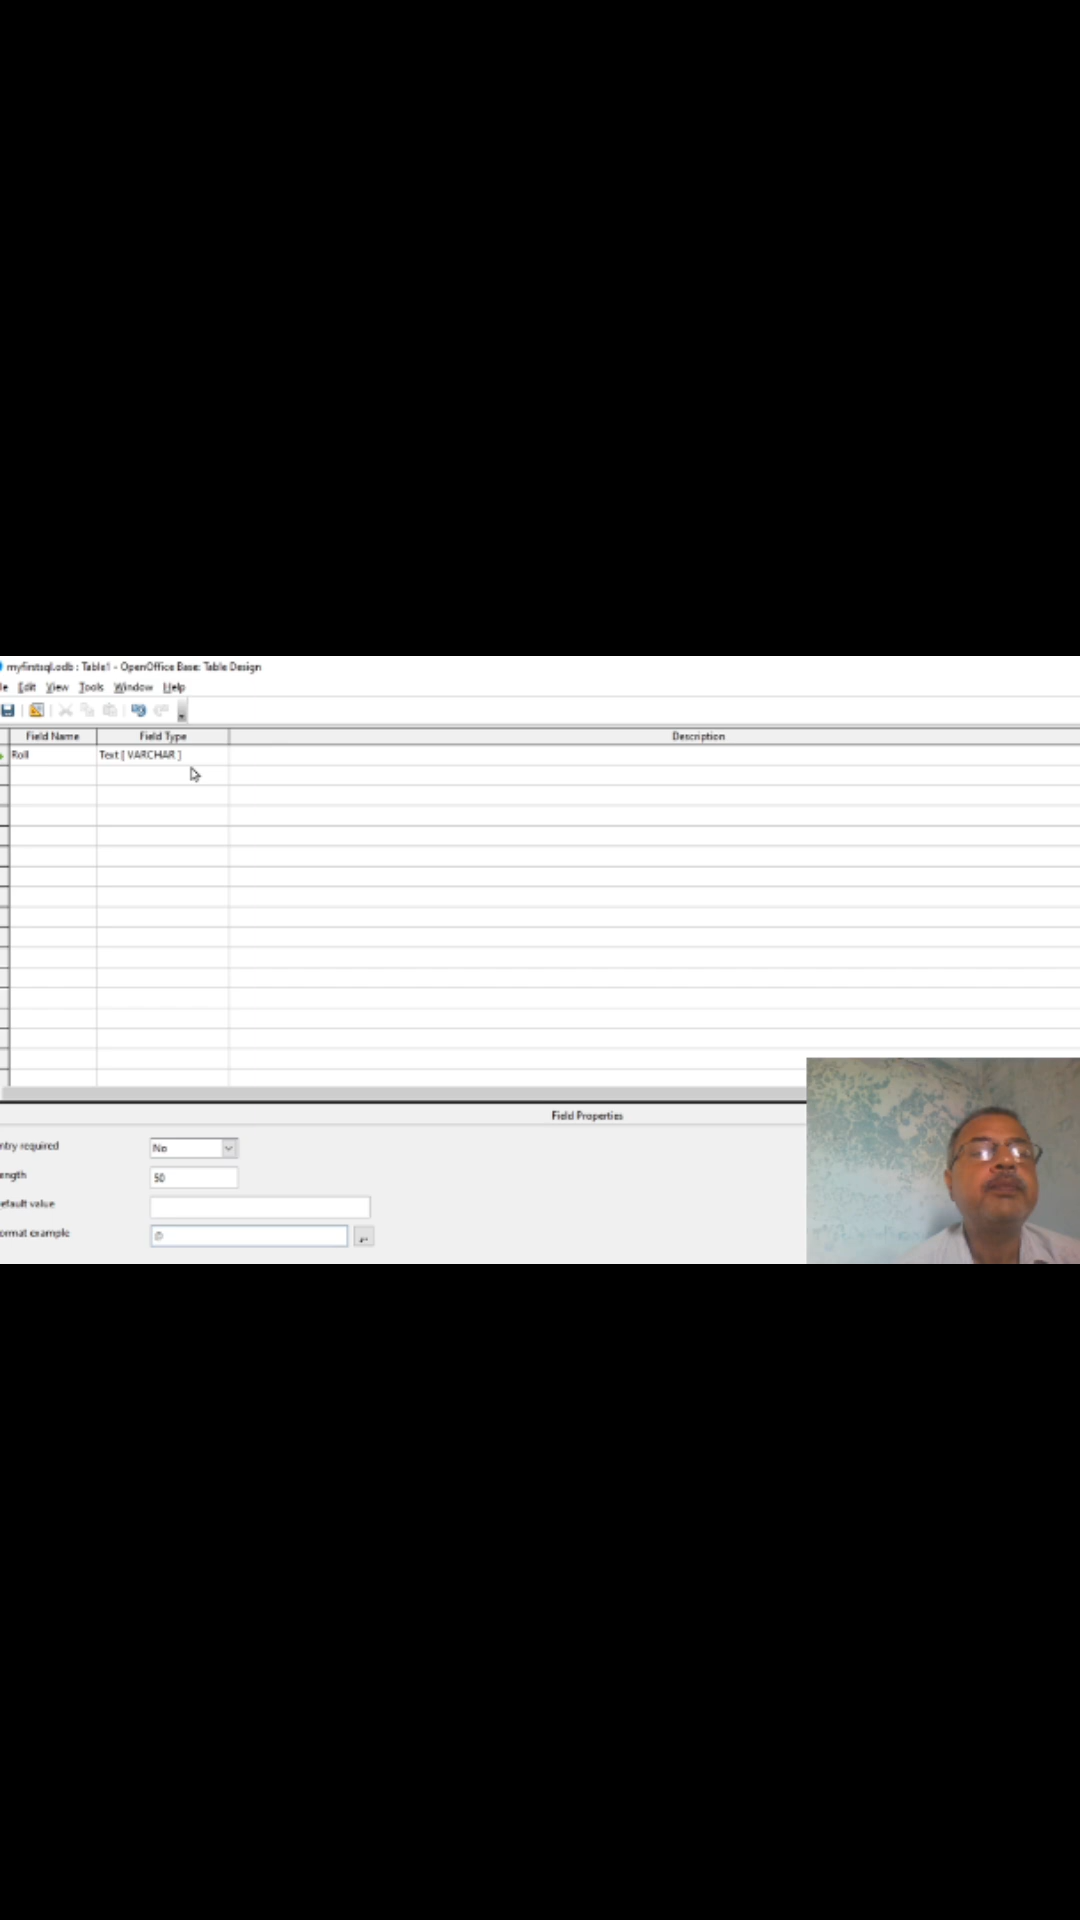 myfirstsql.odb : Table1 - OpenOffice Base: Table Design
le Edit View Tools Window Help
Field Name Field Type Description
Roll Text [ VARCHAR ]
Field Properties
ntry required No
ength 50
efault value
ormat example @